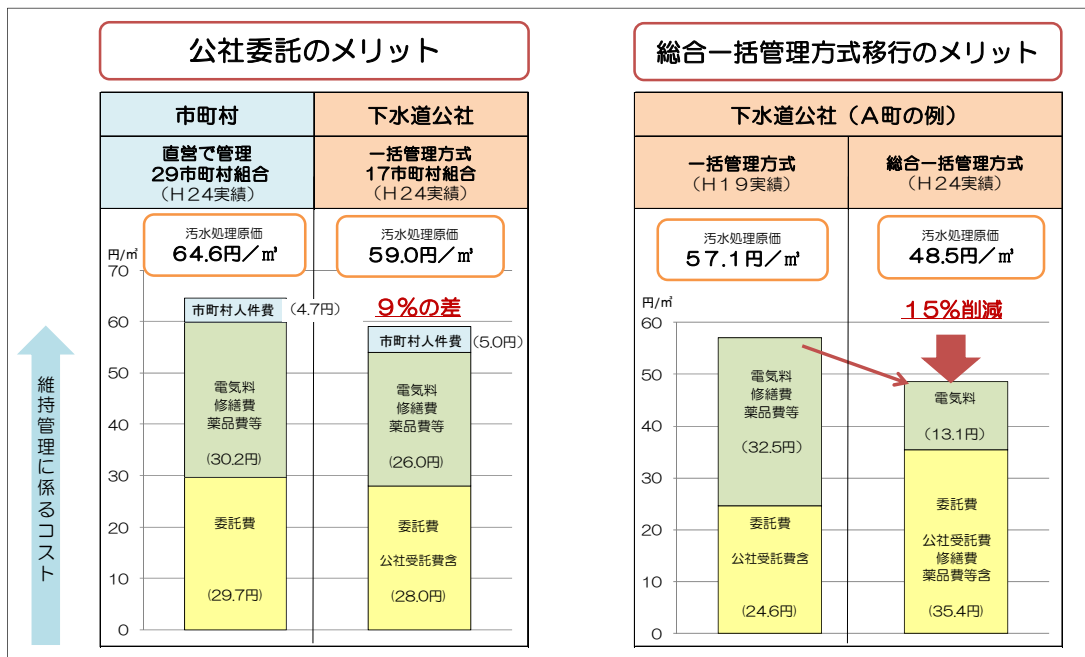 公社委託のメリット
市町村
下水道公社
直営で管理
29市町村組合
（H24実績）
一括管理方式
17市町村組合
（H24実績）
汚水処理原価
64.6円／㎥
汚水処理原価
59.0円／㎥
円/㎥
70
60
50
40
30
20
10
0
市町村人件費
(4.7円)
電気料
修繕費
薬品費等
(30.2円)
委託費
(29.7円)
9％の差
市町村人件費
(5.0円)
電気料
修繕費
薬品費等
(26.0円)
委託費
公社受託費含
(28.0円)
維持管理に係るコスト
総合一括管理方式移行のメリット
下水道公社（A町の例）
一括管理方式
（H19実績）
総合一括管理方式
（H24実績）
汚水処理原価
57.1円／㎥
汚水処理原価
48.5円／㎥
円/㎥
60
50
40
30
20
10
0
電気料
修繕費
薬品費等
(32.5円)
委託費
公社受託費含
(24.6円)
15％削減
電気料
(13.1円)
委託費
公社受託費
修繕費
薬品費等含
(35.4円)